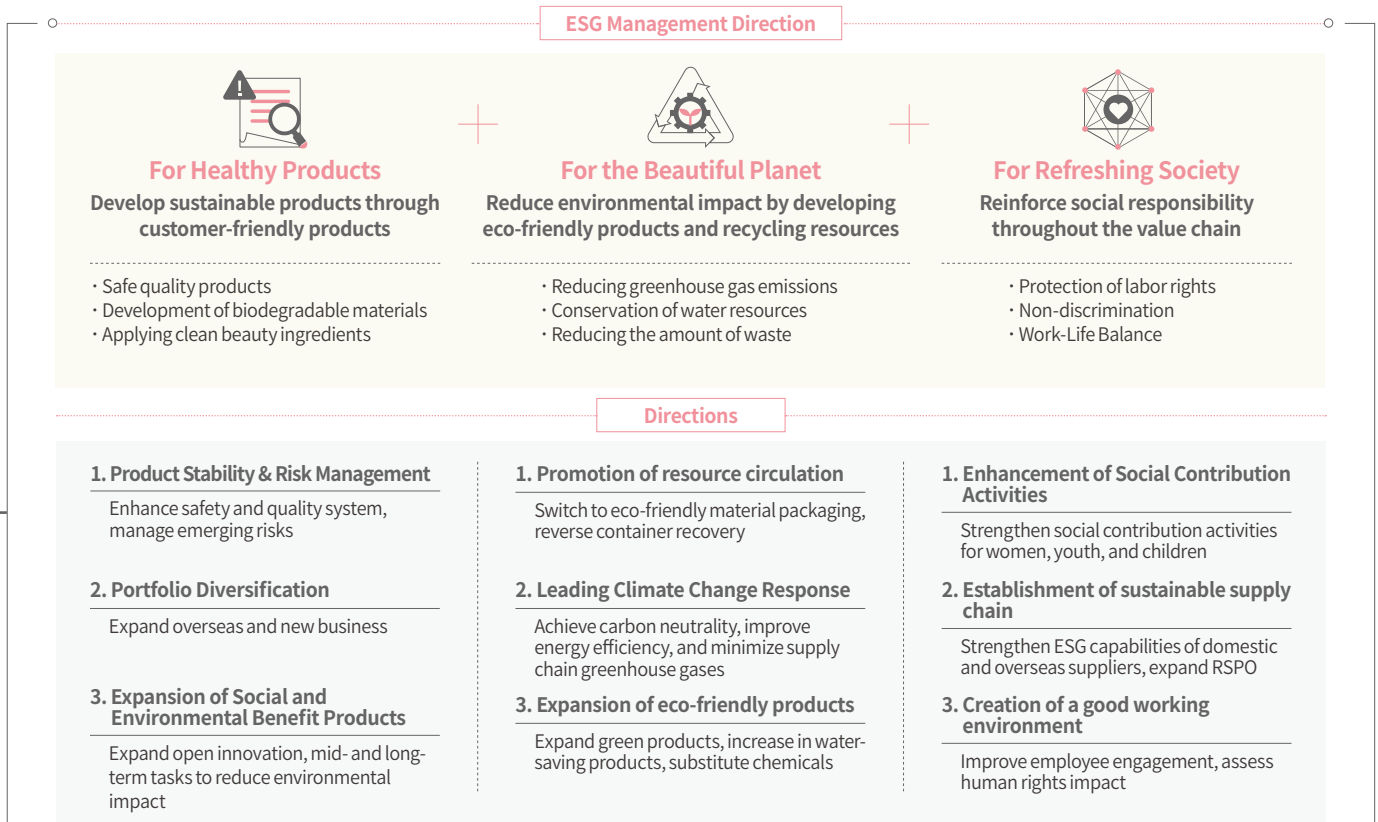 ESG Management Direction
For Healthy Products
Develop sustainable products through
customer-friendly products
· Safe quality products
· Development of biodegradable materials
· Applying clean beauty ingredients
For the Beautiful Planet
Reduce environmental impact by developing
eco-friendly products and recycling resources
· Reducing greenhouse gas emissions
· Conservation of water resources
· Reducing the amount of waste
For Refreshing Society
Reinforce social responsibility
throughout the value chain
· Protection of labor rights
· Non-discrimination
· Work-Life Balance
Directions
1. Product Stability & Risk Management
Enhance safety and quality system,
manage emerging risks
2. Portfolio Diversification
Expand overseas and new business
3. Expansion of Social and
Environmental Benefit Products
Expand open innovation, mid- and long-
term tasks to reduce environmental
impact
1. Promotion of resource circulation
Switch to eco-friendly material packaging,
reverse container recovery
2. Leading Climate Change Response
Achieve carbon neutrality, improve
energy efficiency, and minimize supply
chain greenhouse gases
3. Expansion of eco-friendly products
Expand green products, increase in water-
saving products, substitute chemicals
1. Enhancement of Social Contribution
Activities
Strengthen social contribution activities
for women, youth, and children
2. Establishment of sustainable supply
chain
Strengthen ESG capabilities of domestic
and overseas suppliers, expand RSPO
3. Creation of a good working
environment
Improve employee engagement, assess
human rights impact